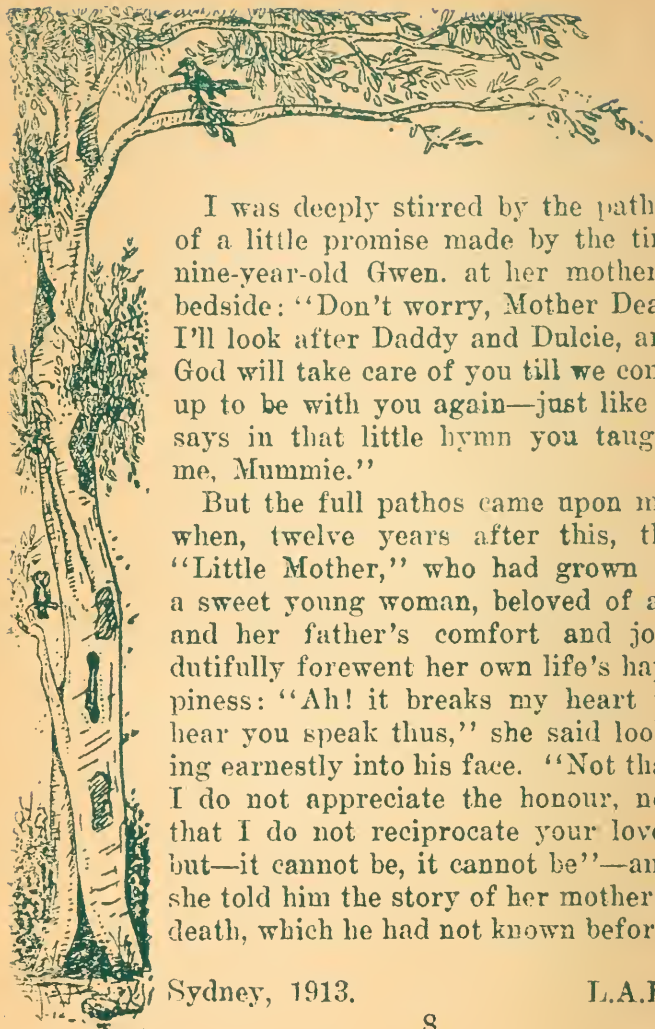 I was deeply stirred by the path
of a little promise made by the ti
nine-year-old Gwen. at her mother
bedside: "Don't worry, Mother Dea
I'll look after Daddy and Dulcie, a
God will take care of you till we co
up to be with you again—just like
says in that little hymn you taug
me, Mummie."
But the full pathos came upon m
when, twelve years after this, th
"Little Mother," who had grown
a sweet young woman, beloved of a
and her father's comfort and jo
dutifully forewent her own life's ha
piness: "Ah! it breaks my heart
hear you speak thus," she said loo
ing earnestly into his face. "Not tha
I do not appreciate the honour, n
that I do not reciprocate your love
but—it cannot be, it cannot be"—an
she told him the story of her mother
death, which he had not known befor
Sydney, 1913. L.A.
8